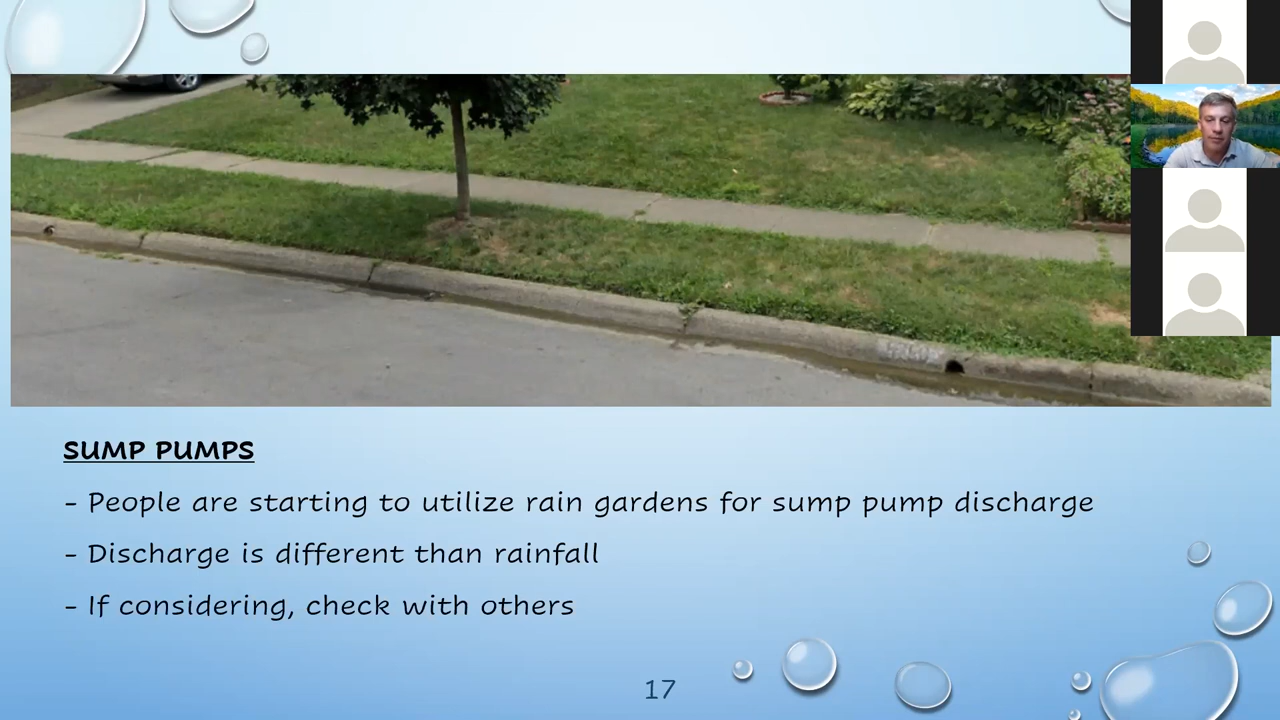 SUMP PUMPS
- People are starting to utilize rain gardens for sump pump discharge
- Discharge is different than rainfall
- If considering, check with others
17